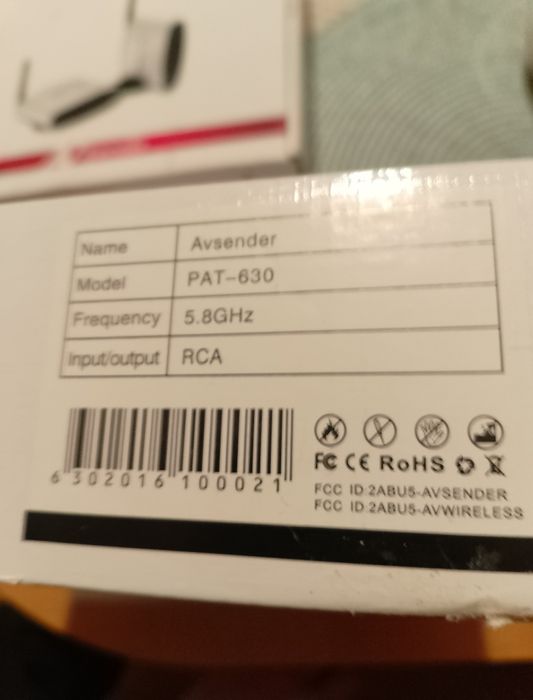 Name Avsender
Model PAT-630
Frequency 5.8GHz
Input/output RCA
6 302016 100021
FC CE RoHS
FCC ID:2ABU5-AVSENDER
FCC ID:2ABU5-AVWIRELESS